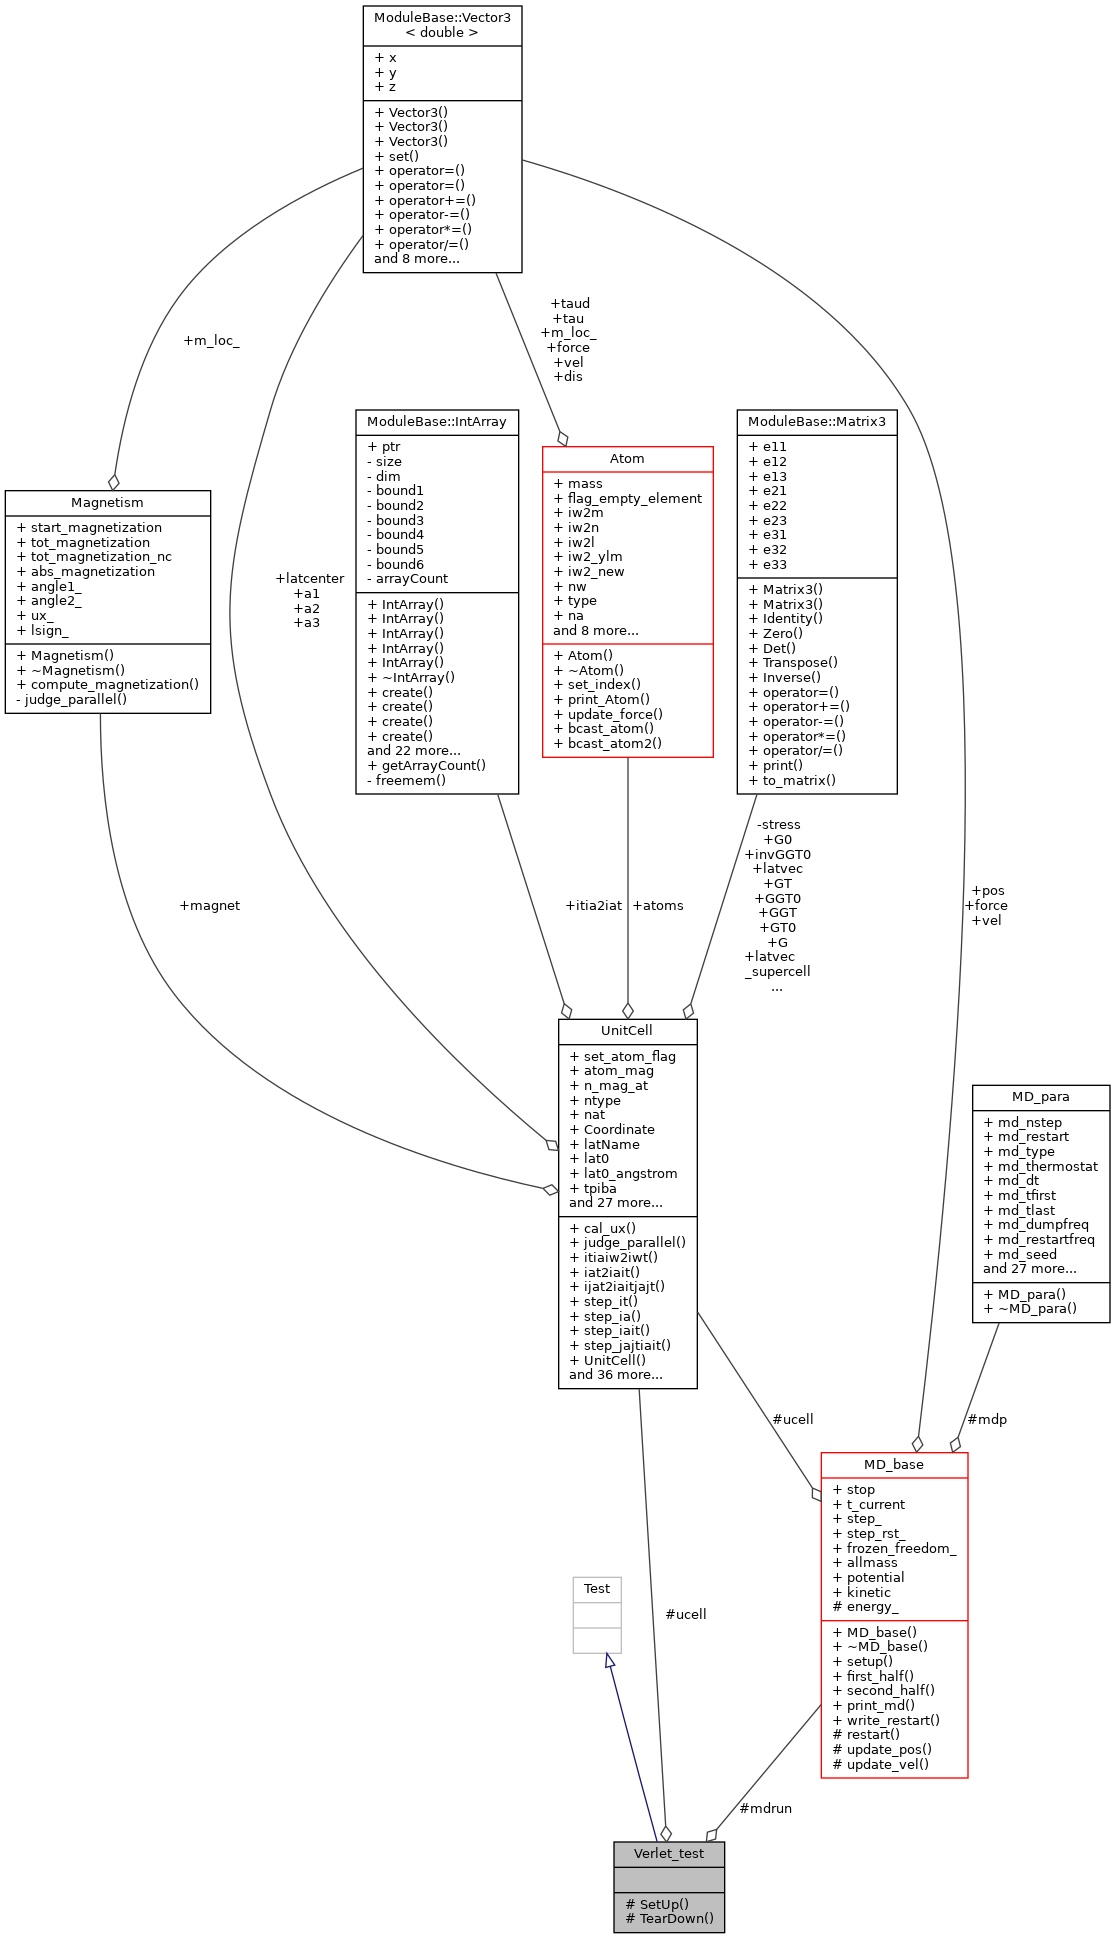 ModuleBase::Vector3
< double >
+ x
+ y
+ z
+ Vector3()
+ Vector3()
+ Vector3()
+ set()
+ operator=()
+ operator=()
+ operator+=()
+ operator-=()
+ operator*=()
+ operator/=()
and 8 more...
+m_loc_
+latcenter
+a1
+a2
+a3
+taud
+tau
+m_loc_
+force
+vel
+dis
ModuleBase::IntArray
+ ptr
- size
- dim
- bound1
- bound2
- bound3
- bound4
- bound5
- bound6
- arrayCount
+ IntArray()
+ IntArray()
+ IntArray()
+ IntArray()
+ IntArray()
+ ~IntArray()
+ create()
+ create()
+ create()
+ create()
and 22 more...
+ getArrayCount()
- freemem()
Atom
+ mass
+ flag_empty_element
+ iw2m
+ iw2n
+ iw2l
+ iw2_ylm
+ iw2_new
+ nw
+ type
+ na
and 8 more...
+ Atom()
+ ~Atom()
+ set_index()
+ print_Atom()
+ update_force()
+ bcast_atom()
+ bcast_atom2()
ModuleBase::Matrix3
+ e11
+ e12
+ e13
+ e21
+ e22
+ e23
+ e31
+ e32
+ e33
+ Matrix3()
+ Matrix3()
+ Identity()
+ Zero()
+ Det()
+ Transpose()
+ Inverse()
+ operator=()
+ operator+=()
+ operator-=()
+ operator*=()
+ operator/=()
+ print()
+ to_matrix()
Magnetism
+ start_magnetization
+ tot_magnetization
+ tot_magnetization_nc
+ abs_magnetization
+ angle1_
+ angle2_
+ ux_
+ lsign_
+ Magnetism()
+ ~Magnetism()
+ compute_magnetization()
- judge_parallel()
+magnet
+itia2iat
+atoms
-stress
+G0
+invGGT0
+latvec
+GT
+GGT0
+GGT
+GT0
+G
+latvec
_supercell
...
+pos
+force
+vel
UnitCell
+ set_atom_flag
+ atom_mag
+ n_mag_at
+ ntype
+ nat
+ Coordinate
+ latName
+ lat0
+ lat0_angstrom
+ tpiba
and 27 more...
+ cal_ux()
+ judge_parallel()
+ itiaiw2iwt()
+ iat2iait()
+ ijat2iaitjajt()
+ step_it()
+ step_ia()
+ step_iait()
+ step_jajtiait()
+ UnitCell()
and 36 more...
MD_para
+ md_nstep
+ md_restart
+ md_type
+ md_thermostat
+ md_dt
+ md_tfirst
+ md_tlast
+ md_dumpfreq
+ md_restartfreq
+ md_seed
and 27 more...
+ MD_para()
+ ~MD_para()
#ucell
#mdp
MD_base
+ stop
+ t_current
+ step_
+ step_rst_
+ frozen_freedom_
+ allmass
+ potential
+ kinetic
# energy_
+ MD_base()
+ ~MD_base()
+ setup()
+ first_half()
+ second_half()
+ print_md()
+ write_restart()
# restart()
# update_pos()
# update_vel()
Test
#ucell
#mdrun
Verlet_test
# SetUp()
# TearDown()